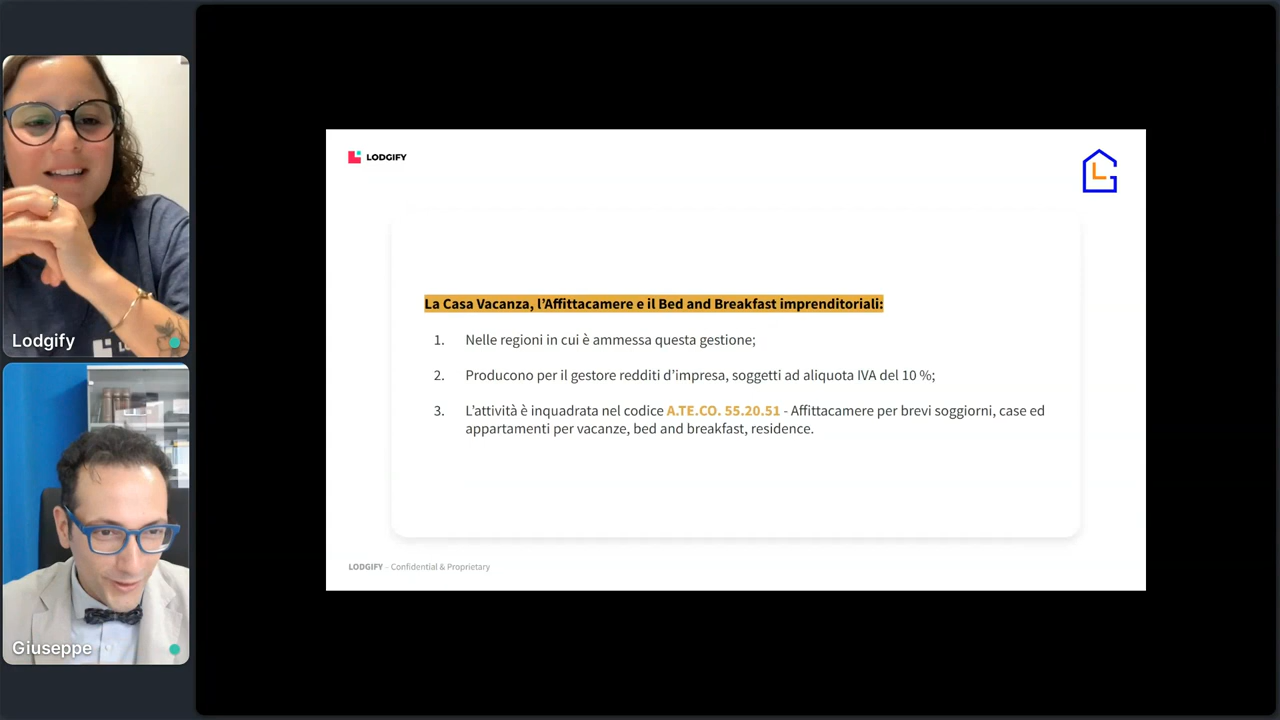 LODGIFY
La Casa Vacanza, l’Affittacamere e il Bed and Breakfast imprenditoriali:
1. Nelle regioni in cui è ammessa questa gestione;
2. Producono per il gestore redditi d’impresa, soggetti ad aliquota IVA del 10 %;
3. L’attività è inquadrata nel codice A.TE.CO. 55.20.51 - Affittacamere per brevi soggiorni, case ed
appartamenti per vacanze, bed and breakfast, residence.
LODGIFY - Confidential & Proprietary
Lodgify
Giuseppe